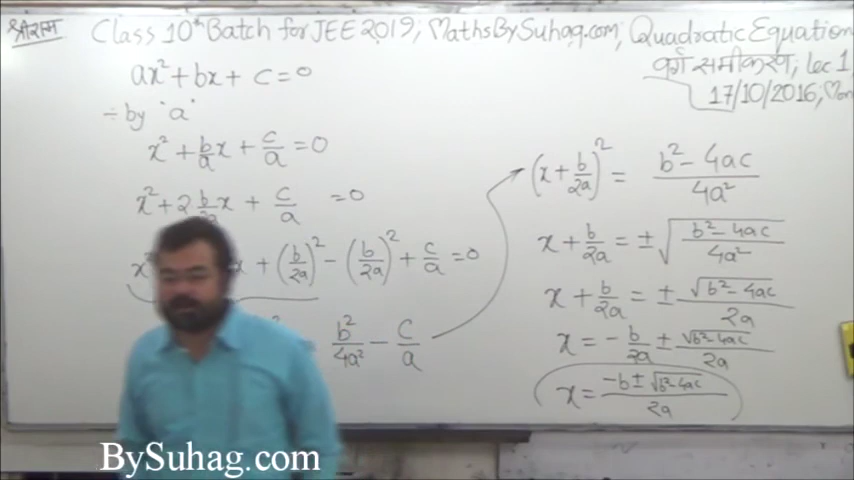 श्रीराम
Class 10th Batch for JEE 2019, MathsBySuhag.com, Quadratic Equation
वर्ग समीकरण, Lec 1,
17/10/2016, Mon
ax² + bx + c = 0
÷ by 'a'
x² + b/a x + c/a = 0
x² + 2 b/2a x + c/a = 0
x + (b/2a)² - (b/2a)² + c/a = 0
b²/4a² - c/a
(x + b/2a)² = b² - 4ac / 4a²
x + b/2a = ± √(b² - 4ac / 4a²)
x + b/2a = ± √(b² - 4ac) / 2a
x = - b/2a ± √(b² - 4ac) / 2a
x = -b ± √(b² - 4ac) / 2a
BySuhag.com